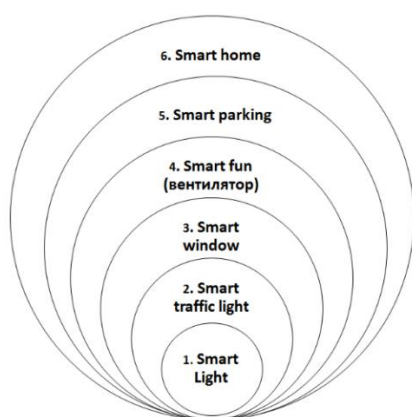 6. Smart home
5. Smart parking
4. Smart fun
(вентилятор)
3. Smart
window
2. Smart
traffic light
1. Smart
Light